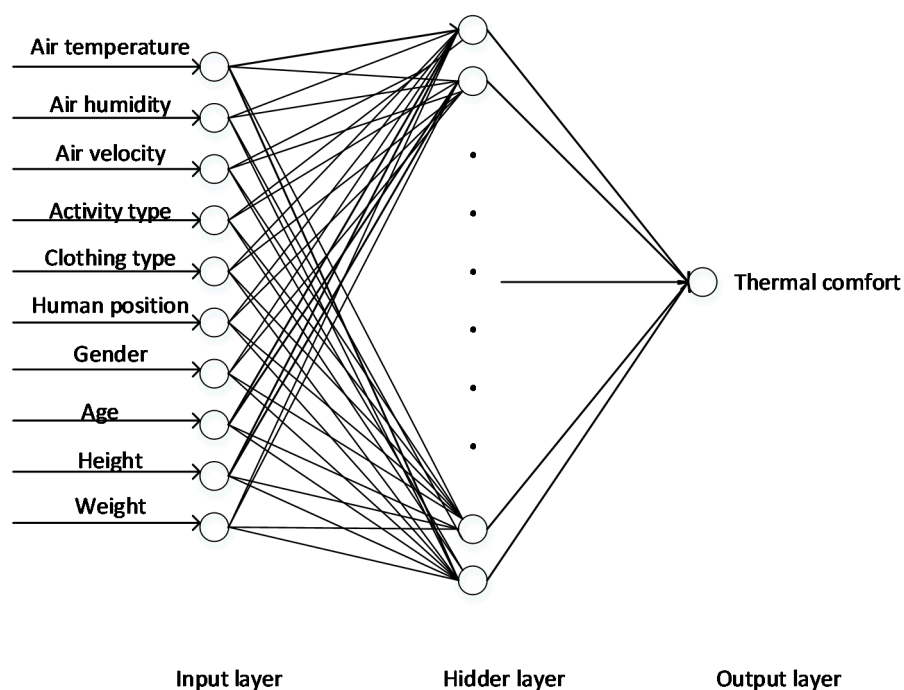 Air temperature
Air humidity
Air velocity
Activity type
Clothing type
Human position
Gender
Age
Height
Weight
Thermal comfort
Input layer
Hidder layer
Output layer